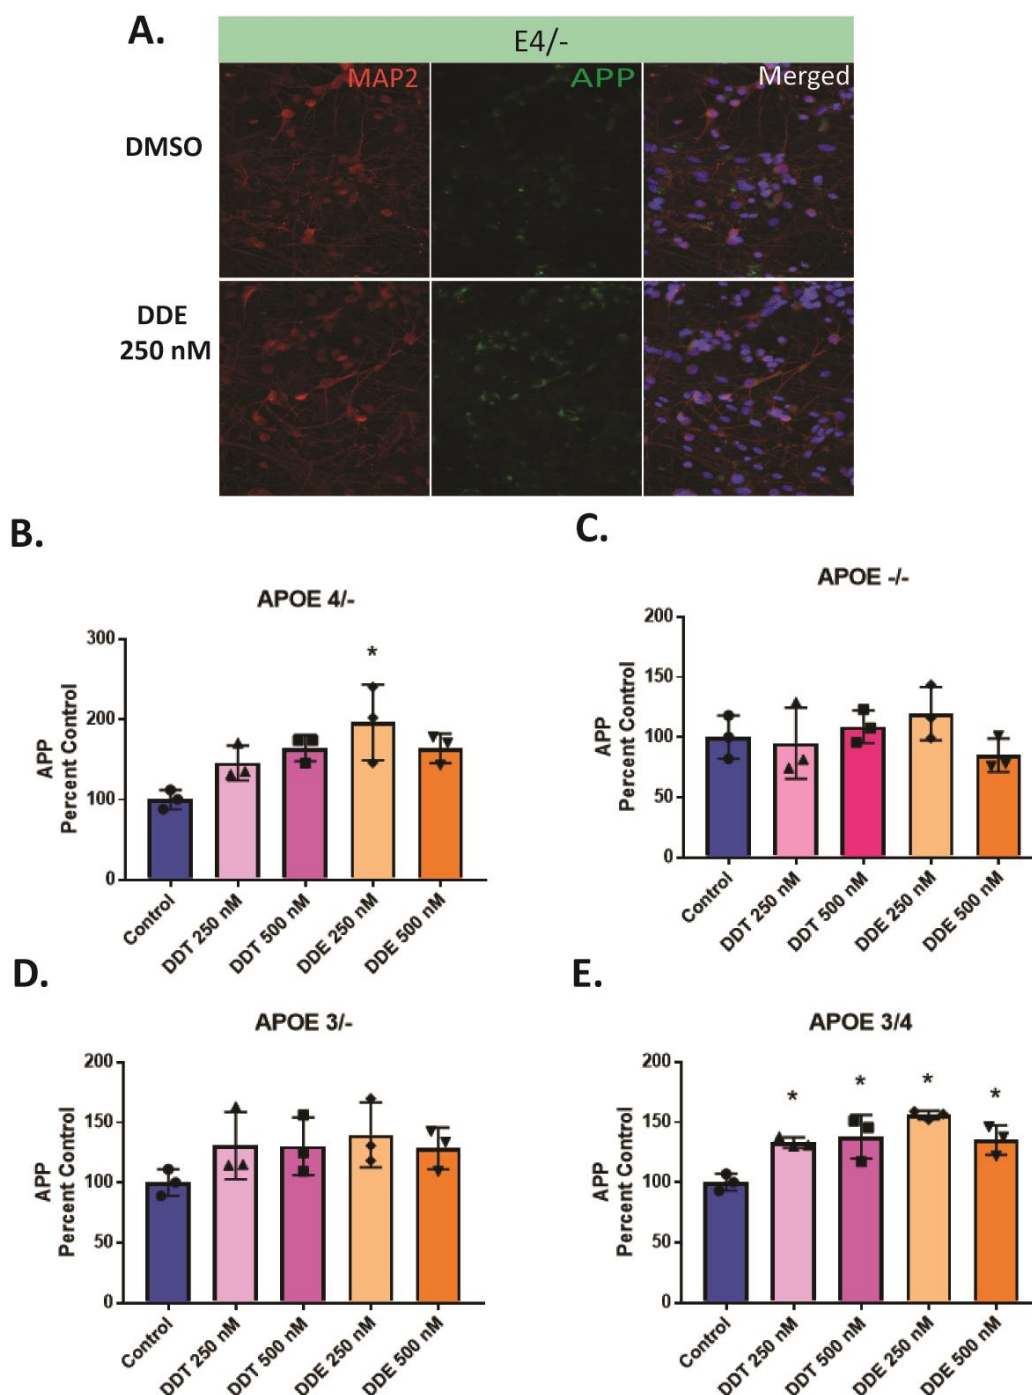 A.
E4/-
MAP2
APP
Merged
DMSO
DDE
250 nM
B.
APOE 4/-
APP
Percent Control
300
200
100
0
*
Control
DDT 250 nM
DDT 500 nM
DDE 250 nM
DDE 500 nM
C.
APOE -/-
APP
Percent Control
200
150
100
50
0
Control
DDT 250 nM
DDT 500 nM
DDE 250 nM
DDE 500 nM
D.
APOE 3/-
APP
Percent Control
200
150
100
50
0
Control
DDT 250 nM
DDT 500 nM
DDE 250 nM
DDE 500 nM
E.
APOE 3/4
APP
Percent Control
200
150
100
50
0
* * * *
Control
DDT 250 nM
DDT 500 nM
DDE 250 nM
DDE 500 nM